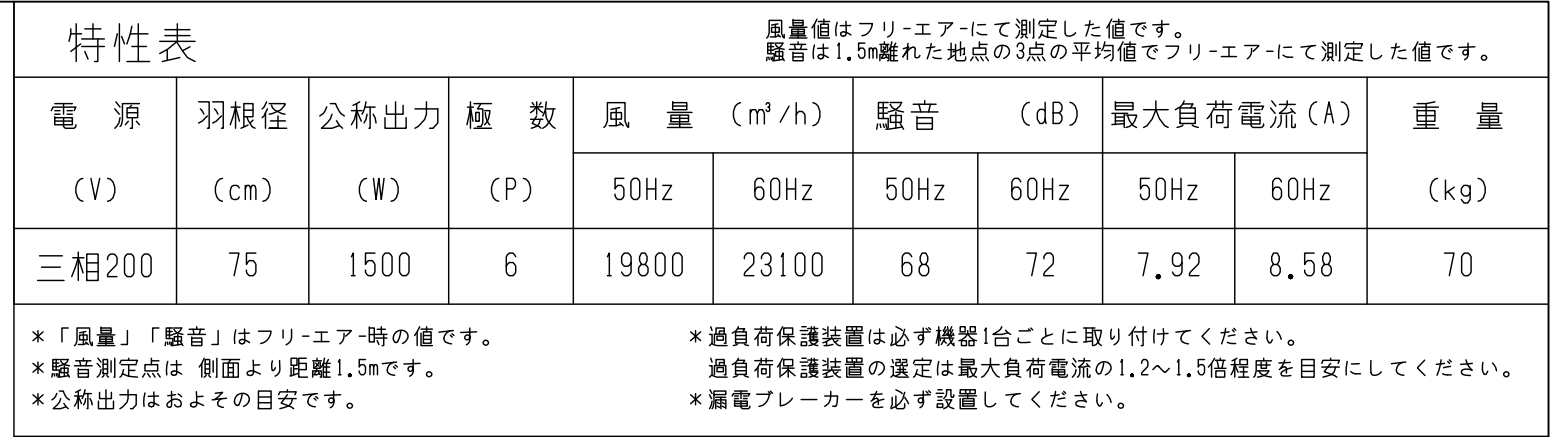 特性表
風量値はフリ-エア-にて測定した値です。
騒音は1.5m離れた地点の3点の平均値でフリ-エア-にて測定した値です。
電 源 羽根径 公称出力 極 数 風 量 (m³/h) 騒音 (dB) 最大負荷電流(A) 重 量
(V) (cm) (W) (P) 50Hz 60Hz 50Hz 60Hz 50Hz 60Hz (kg)
三相200 75 1500 6 19800 23100 68 72 7.92 8.58 70
*「風量」「騒音」はフリ-エア-時の値です。
*騒音測定点は 側面より距離1.5mです。
*公称出力はおよその目安です。
*過負荷保護装置は必ず機器1台ごとに取り付けてください。
過負荷保護装置の選定は最大負荷電流の1.2～1.5倍程度を目安にしてください。
*漏電ブレーカーを必ず設置してください。